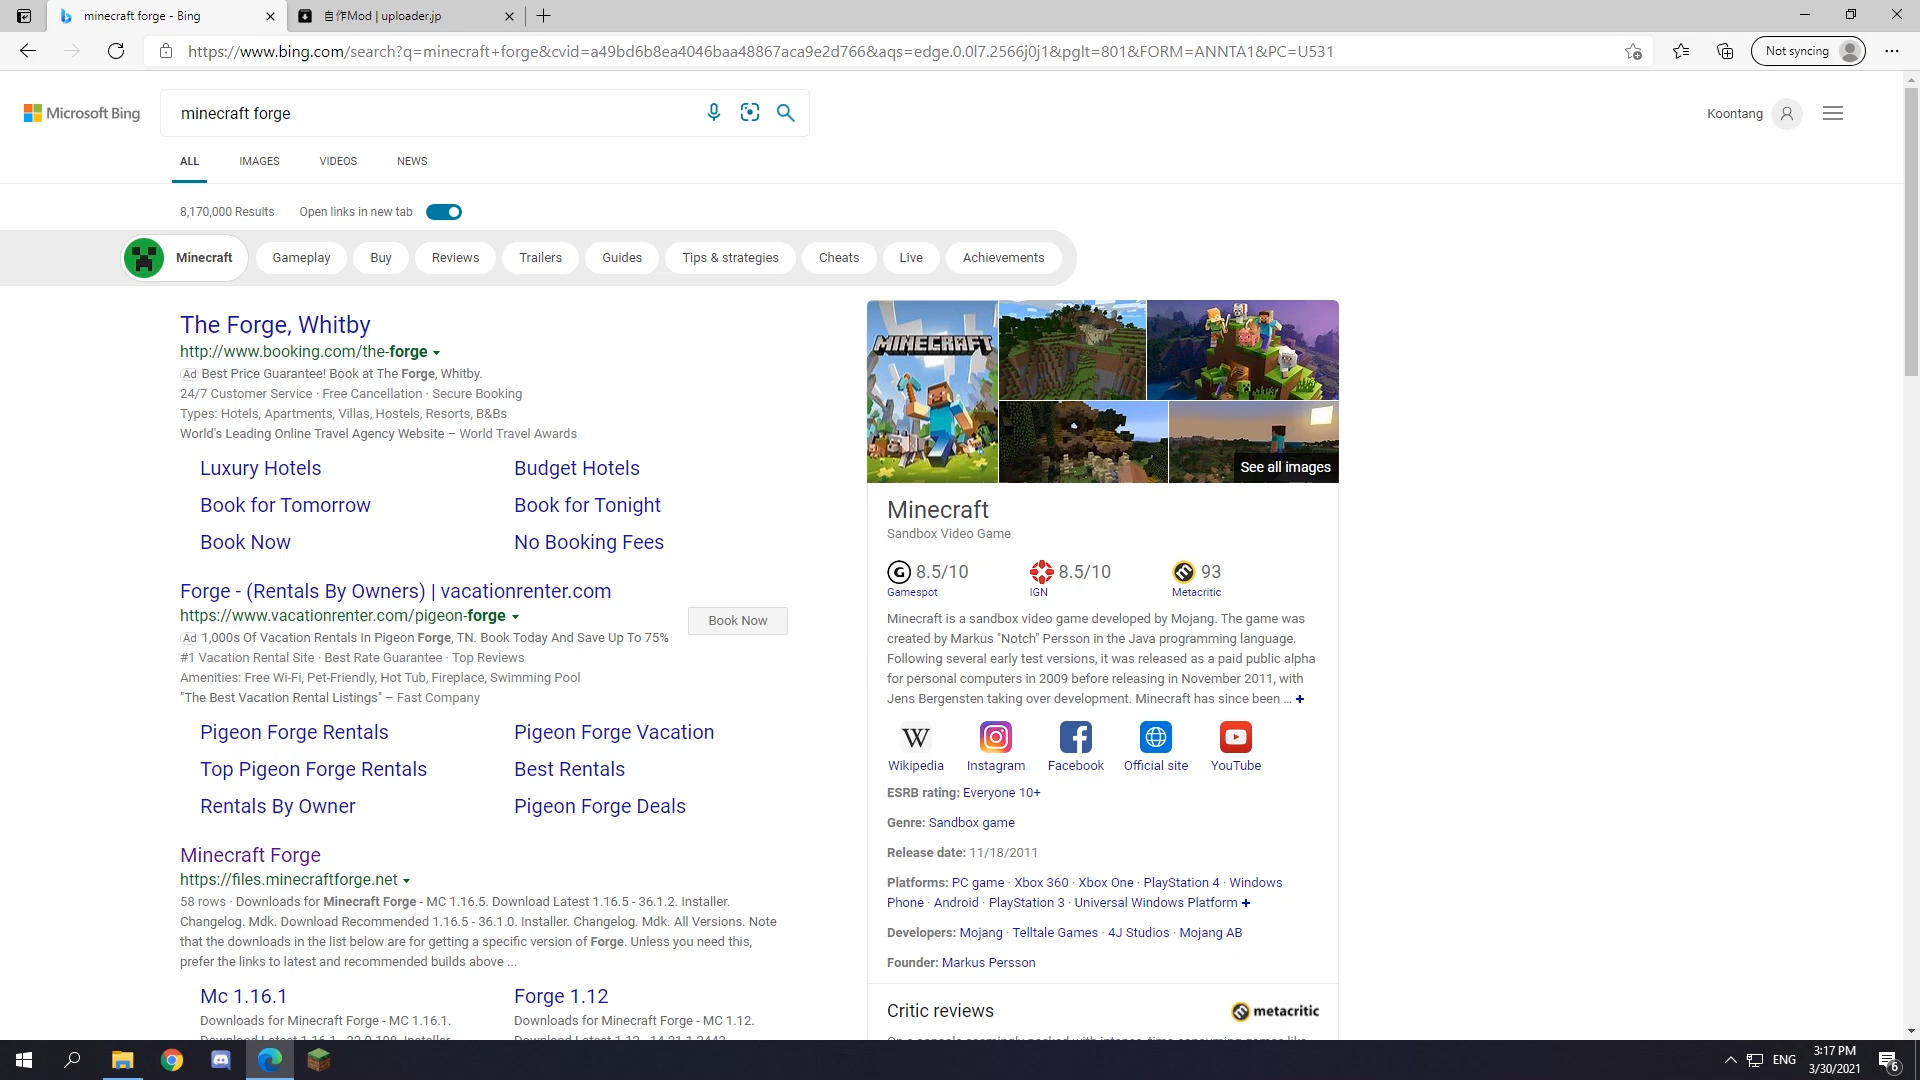 minecraft forge - Bing
自作Mod | uploader.jp
https://www.bing.com/search?q=minecraft+forge&cvid=a49bd6b8ea4046baa48867aca9e2d766&aqs=edge.0.0l7.2566j0j1&pglt=801&FORM=ANNTA1&PC=U531
Not syncing
Microsoft Bing
minecraft forge
Koontang
ALL IMAGES VIDEOS NEWS
8,170,000 Results Open links in new tab
Minecraft Gameplay Buy Reviews Trailers Guides Tips & strategies Cheats Live Achievements
The Forge, Whitby
http://www.booking.com/the-forge
Ad Best Price Guarantee! Book at The Forge, Whitby.
24/7 Customer Service · Free Cancellation · Secure Booking
Types: Hotels, Apartments, Villas, Hostels, Resorts, B&Bs
World's Leading Online Travel Agency Website – World Travel Awards
Luxury Hotels Budget Hotels
Book for Tomorrow Book for Tonight
Book Now No Booking Fees
Forge - (Rentals By Owners) | vacationrenter.com
https://www.vacationrenter.com/pigeon-forge
Book Now
Ad 1,000s Of Vacation Rentals In Pigeon Forge, TN. Book Today And Save Up To 75%
#1 Vacation Rental Site · Best Rate Guarantee · Top Reviews
Amenities: Free Wi-Fi, Pet-Friendly, Hot Tub, Fireplace, Swimming Pool
"The Best Vacation Rental Listings" – Fast Company
Pigeon Forge Rentals Pigeon Forge Vacation
Top Pigeon Forge Rentals Best Rentals
Rentals By Owner Pigeon Forge Deals
Minecraft Forge
https://files.minecraftforge.net
58 rows · Downloads for Minecraft Forge - MC 1.16.5. Download Latest 1.16.5 - 36.1.2. Installer.
Changelog. Mdk. Download Recommended 1.16.5 - 36.1.0. Installer. Changelog. Mdk. All Versions. Note
that the downloads in the list below are for getting a specific version of Forge. Unless you need this,
prefer the links to latest and recommended builds above ...
Mc 1.16.1 Forge 1.12
Downloads for Minecraft Forge - MC 1.16.1. Downloads for Minecraft Forge - MC 1.12.
MINECRAFT
See all images
Minecraft
Sandbox Video Game
8.5/10 8.5/10 93
Gamespot IGN Metacritic
Minecraft is a sandbox video game developed by Mojang. The game was
created by Markus "Notch" Persson in the Java programming language.
Following several early test versions, it was released as a paid public alpha
for personal computers in 2009 before releasing in November 2011, with
Jens Bergensten taking over development. Minecraft has since been ... +
W
Wikipedia Instagram Facebook Official site YouTube
ESRB rating: Everyone 10+
Genre: Sandbox game
Release date: 11/18/2011
Platforms: PC game · Xbox 360 · Xbox One · PlayStation 4 · Windows
Phone · Android · PlayStation 3 · Universal Windows Platform +
Developers: Mojang · Telltale Games · 4J Studios · Mojang AB
Founder: Markus Persson
Critic reviews metacritic
ENG
3:17 PM
3/30/2021
6